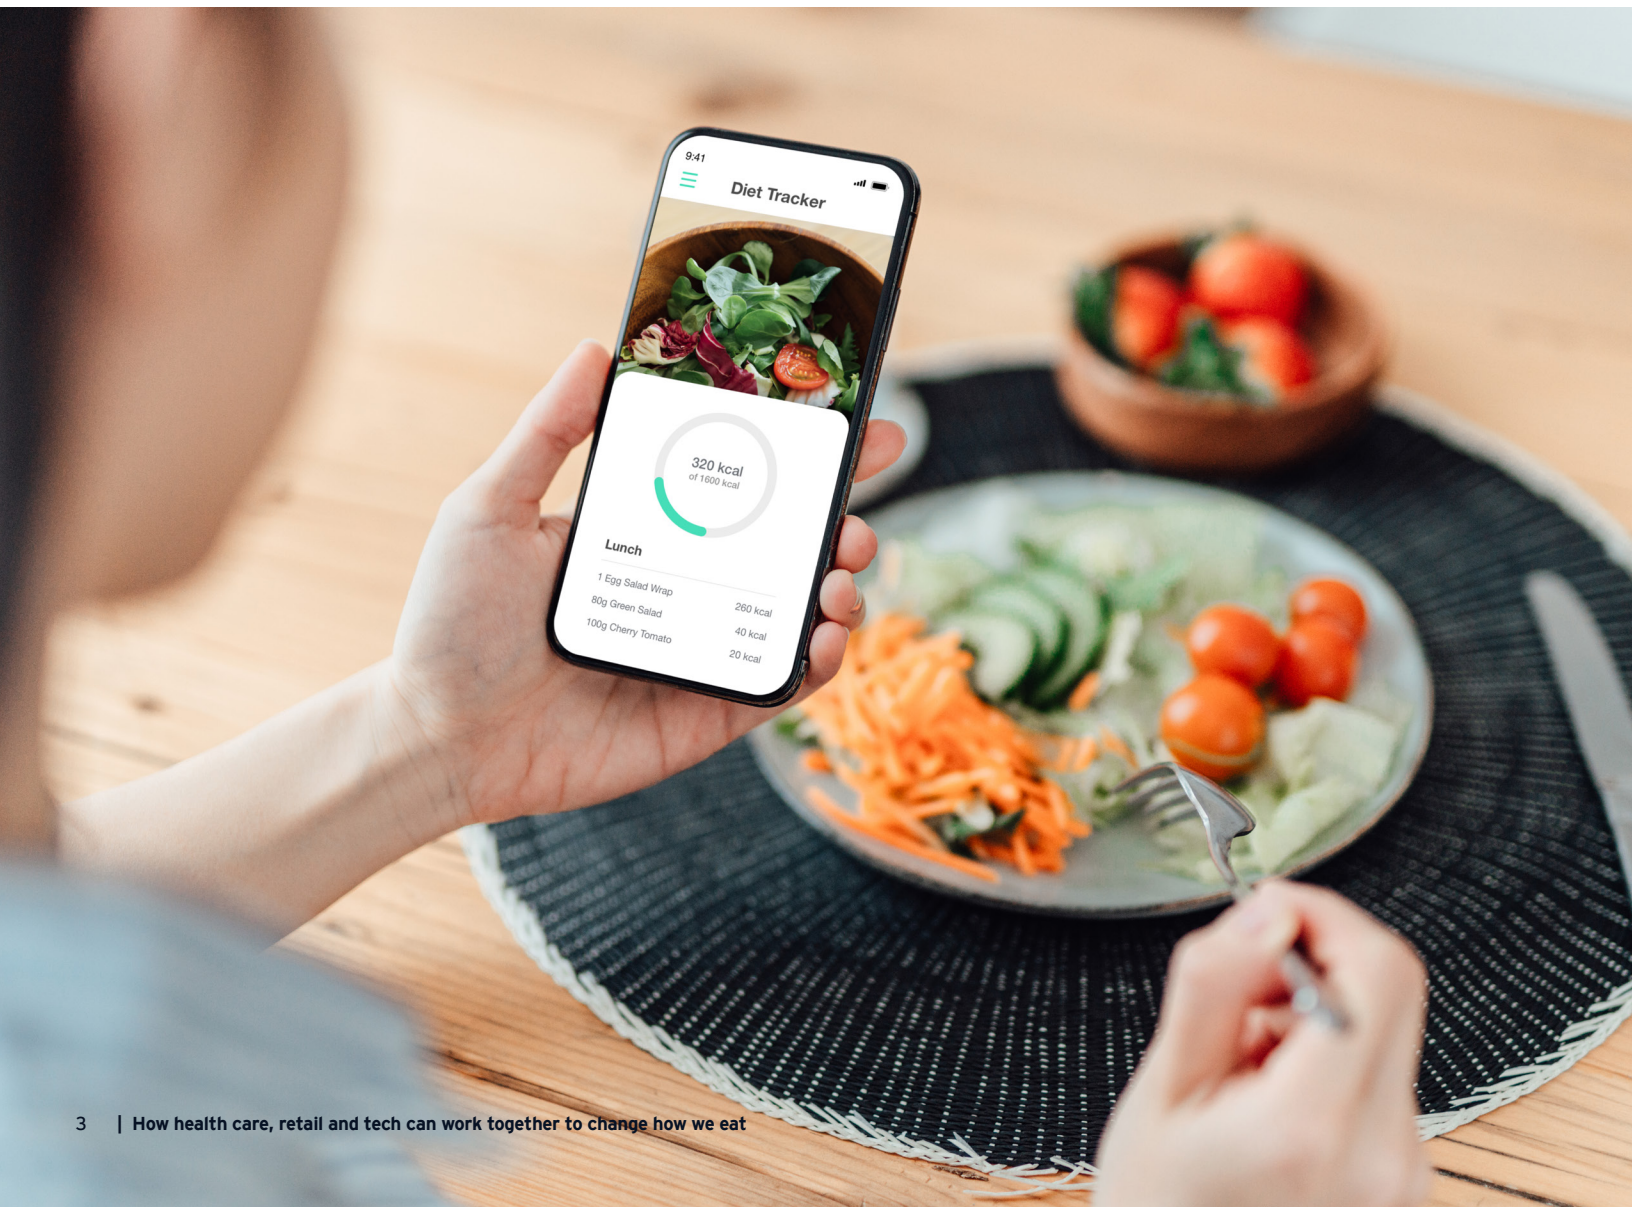 9:41
Diet Tracker
320 kcal
of 1600 kcal
Lunch
1 Egg Salad Wrap 260 kcal
80g Green Salad 40 kcal
100g Cherry Tomato 20 kcal
3 | How health care, retail and tech can work together to change how we eat